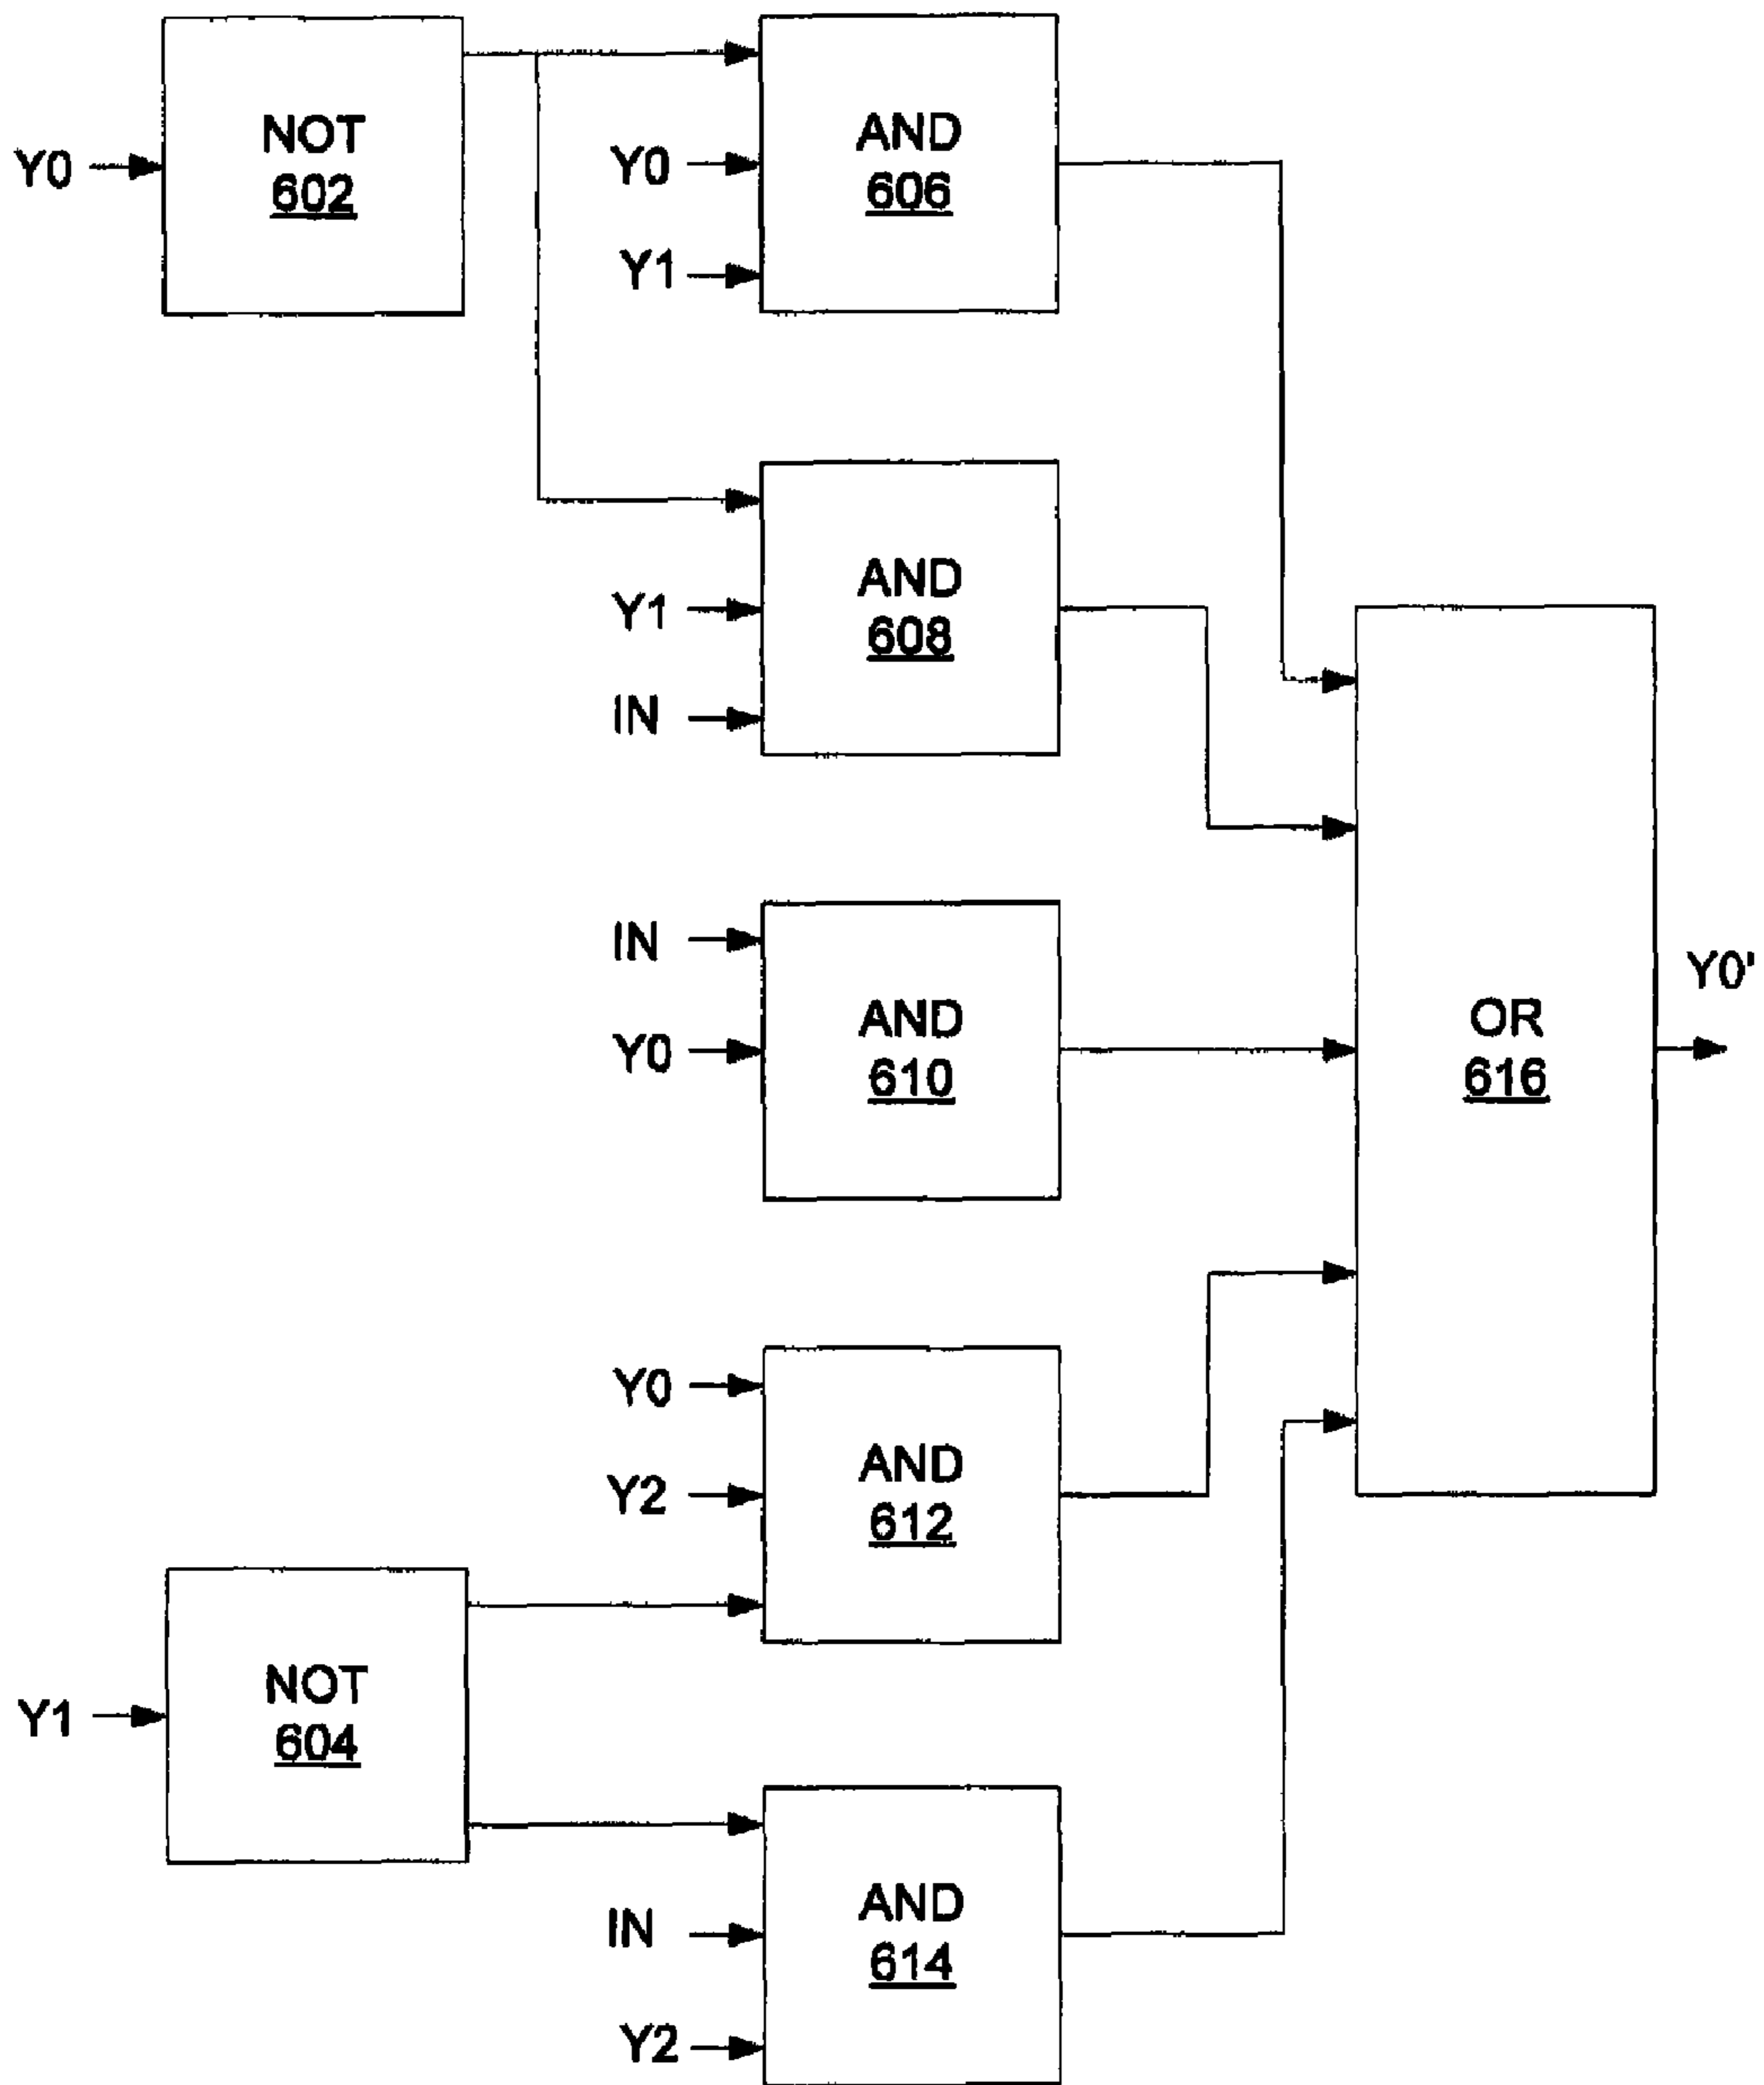 Y0
NOT
602
Y0
Y1
AND
606
Y1
IN
AND
608
IN
Y0
AND
610
Y0
Y2
AND
612
Y1
NOT
604
IN
Y2
AND
614
OR
616
Y0'